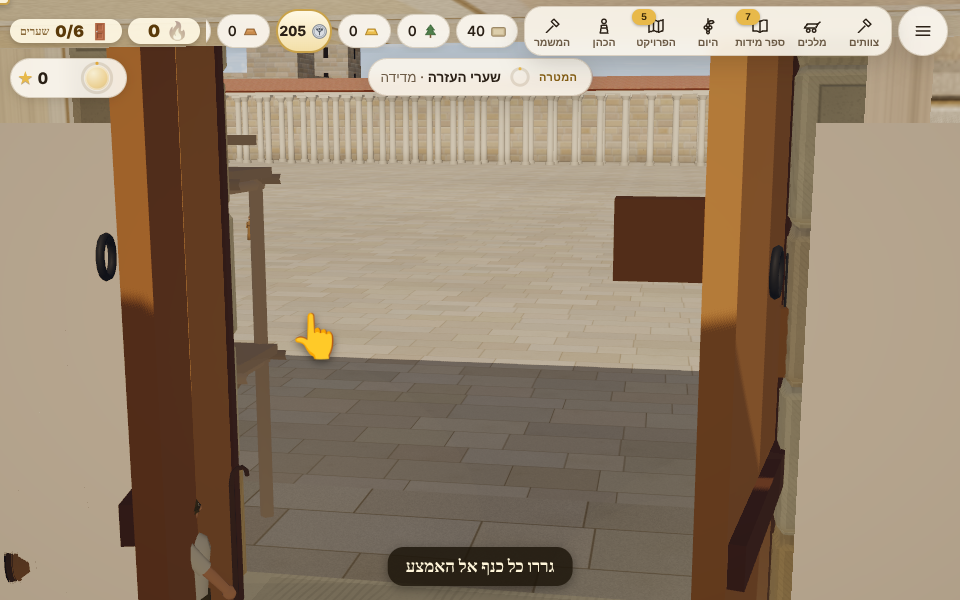 צוותים
מלכים
7
ספר מידות
היום
5
הפרויקט
הכהן
המשמר
40
0
0
205
0
0
0/6 שערים
0
המטרה שערי העזרה · מדידה
גררו כל כנף אל האמצע